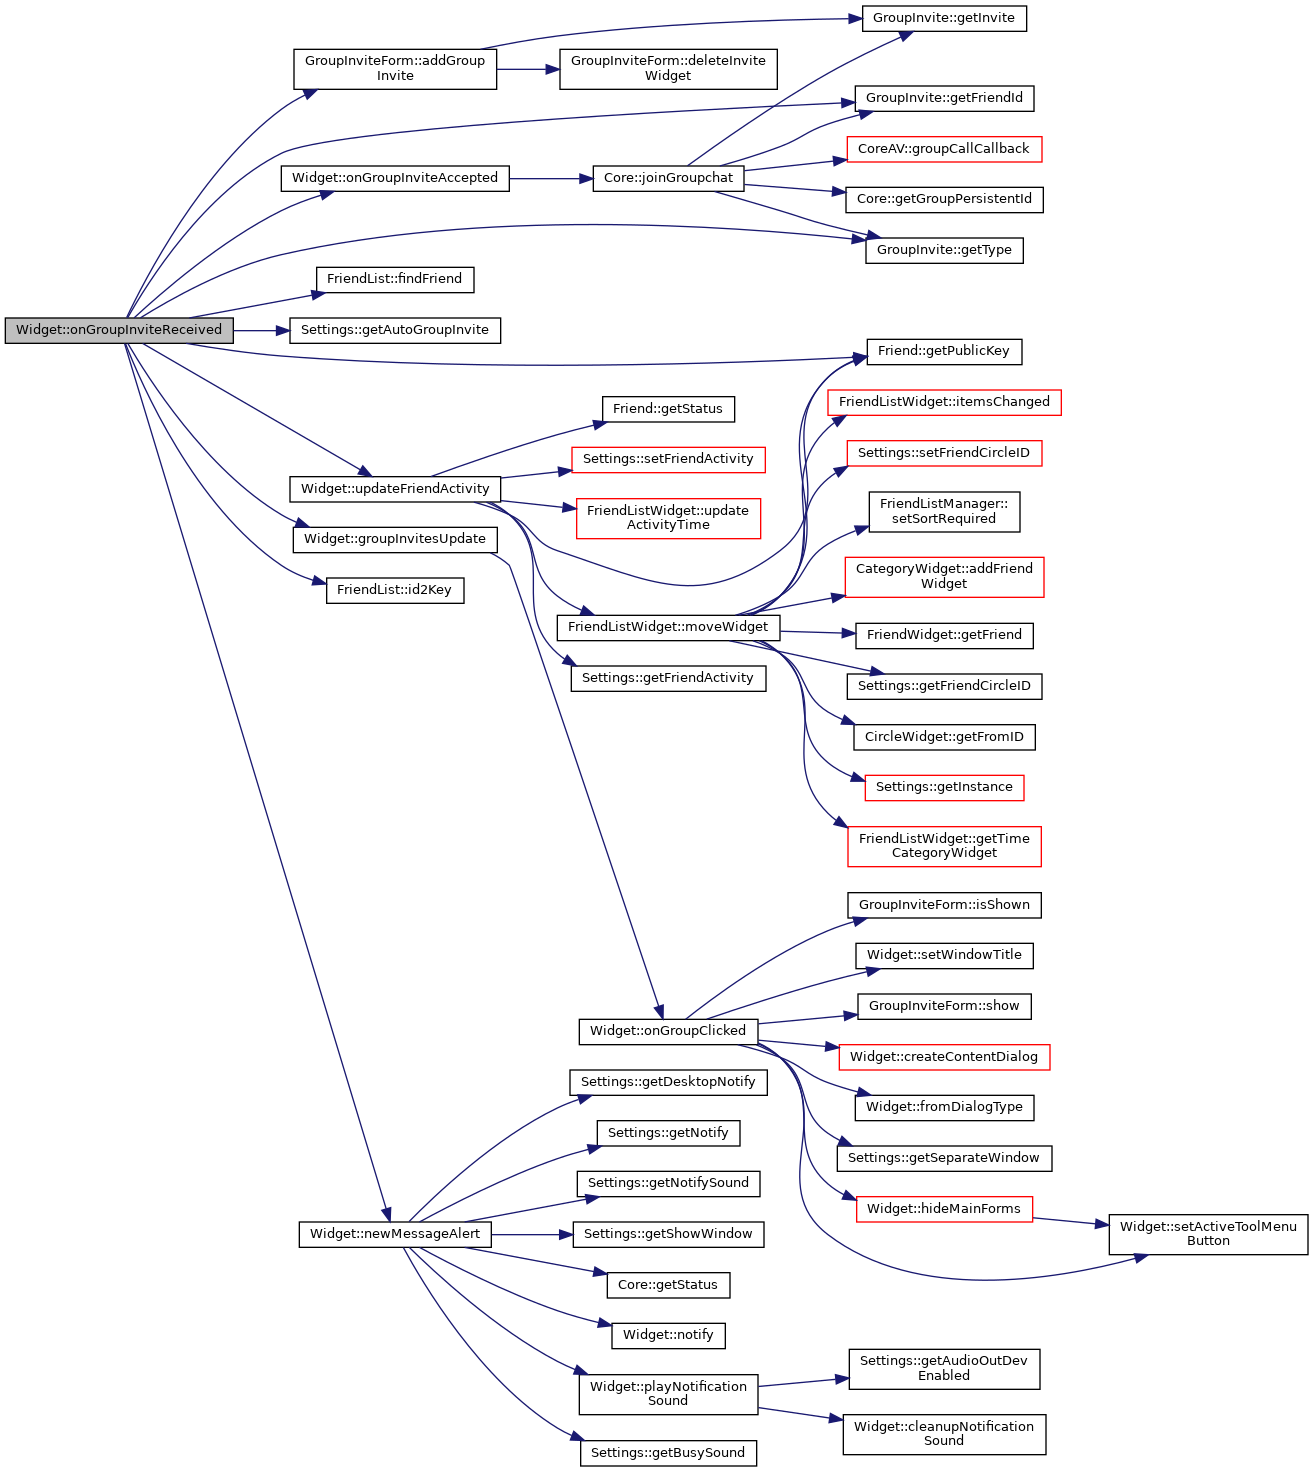 GroupInvite::getInvite
GroupInviteForm::addGroup
Invite
GroupInviteForm::deleteInvite
Widget
GroupInvite::getFriendId
CoreAV::groupCallCallback
Widget::onGroupInviteAccepted
Core::joinGroupchat
Core::getGroupPersistentId
GroupInvite::getType
FriendList::findFriend
Widget::onGroupInviteReceived
Settings::getAutoGroupInvite
Friend::getPublicKey
Friend::getStatus
FriendListWidget::itemsChanged
Settings::setFriendActivity
Settings::setFriendCircleID
Widget::updateFriendActivity
FriendListWidget::update
ActivityTime
FriendListManager::
setSortRequired
Widget::groupInvitesUpdate
CategoryWidget::addFriend
Widget
FriendList::id2Key
FriendListWidget::moveWidget
FriendWidget::getFriend
Settings::getFriendActivity
Settings::getFriendCircleID
CircleWidget::getFromID
Settings::getInstance
FriendListWidget::getTime
CategoryWidget
GroupInviteForm::isShown
Widget::setWindowTitle
GroupInviteForm::show
Widget::onGroupClicked
Widget::createContentDialog
Settings::getDesktopNotify
Widget::fromDialogType
Settings::getNotify
Settings::getSeparateWindow
Settings::getNotifySound
Widget::hideMainForms
Widget::setActiveToolMenu
Button
Widget::newMessageAlert
Settings::getShowWindow
Core::getStatus
Widget::notify
Settings::getAudioOutDev
Enabled
Widget::playNotification
Sound
Widget::cleanupNotification
Sound
Settings::getBusySound